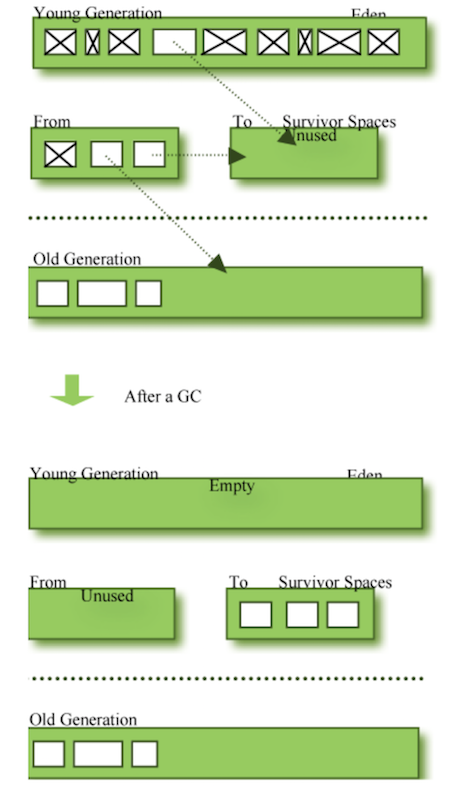 Young Generation Eden
From To Survivor Spaces
Unused
Old Generation
After a GC
Young Generation Eden
Empty
From To Survivor Spaces
Unused
Old Generation